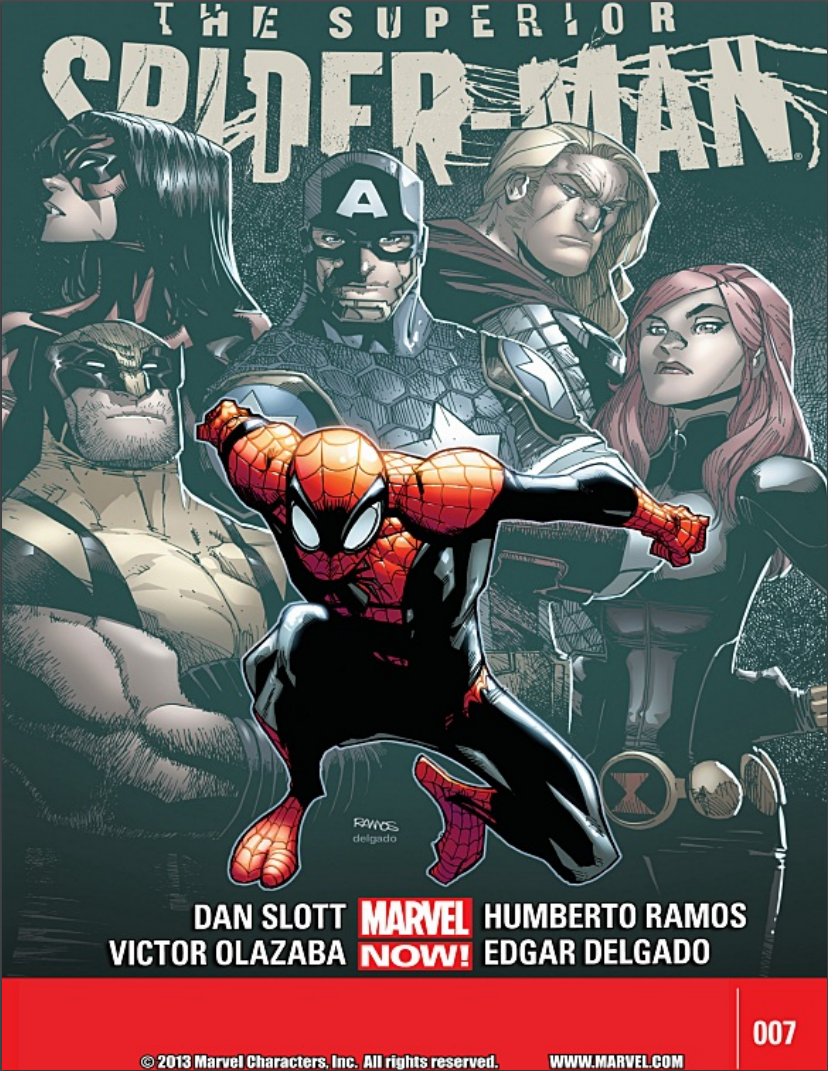 THE SUPERIOR
SPIDER-MAN®
A
RAMOS
delgado
DAN SLOTT MARVEL HUMBERTO RAMOS
VICTOR OLAZABA NOW! EDGAR DELGADO
007
© 2013 Marvel Characters, Inc. All rights reserved. WWW.MARVEL.COM